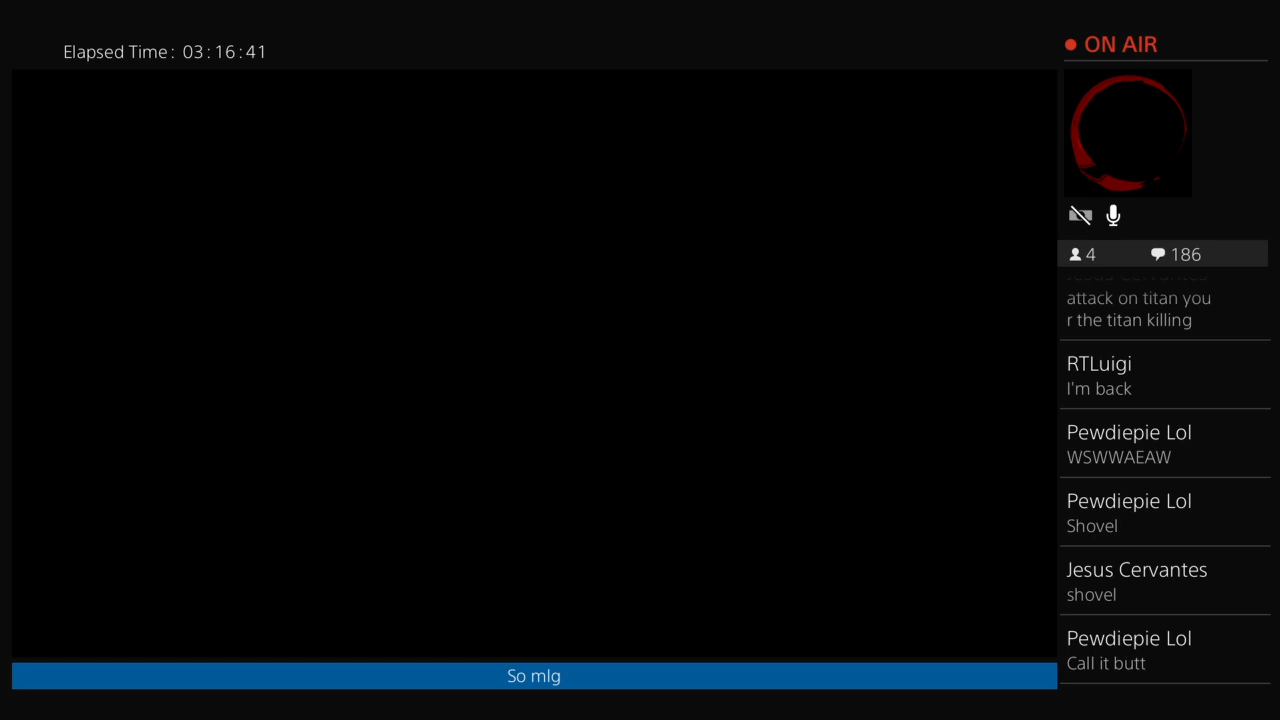 Elapsed Time: 03:16:41
ON AIR
4 186
attack on titan you
r the titan killing
RTLuigi
I'm back
Pewdiepie Lol
WSWWAEAW
Pewdiepie Lol
Shovel
Jesus Cervantes
shovel
Pewdiepie Lol
Call it butt
So mlg